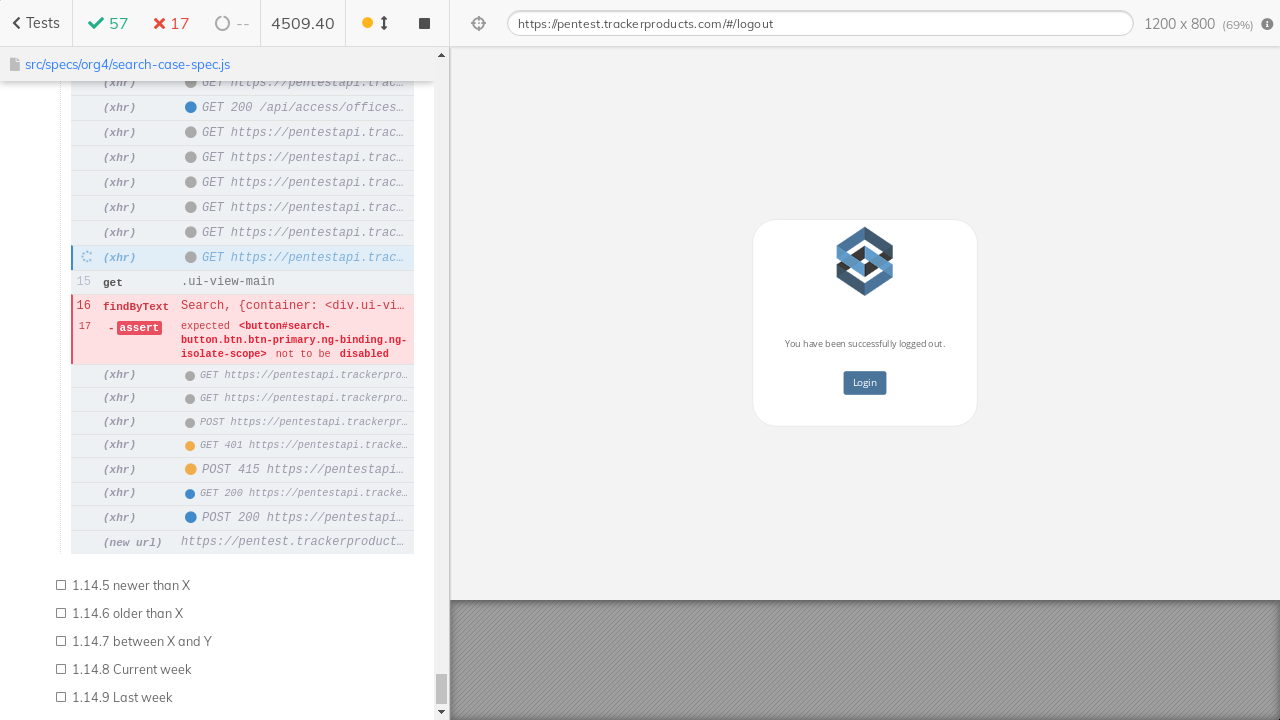 Tests
57
17
--
4509.40
https://pentest.trackerproducts.com/#/logout
1200 x 800 (69%)
src/specs/org4/search-case-spec.js
(xhr) GET https://pentestapi.trac…
(xhr) GET 200 /api/access/offices…
(xhr) GET https://pentestapi.trac…
(xhr) GET https://pentestapi.trac…
(xhr) GET https://pentestapi.trac…
(xhr) GET https://pentestapi.trac…
(xhr) GET https://pentestapi.trac…
(xhr) GET https://pentestapi.trac…
15 get .ui-view-main
16 findByText Search, {container: <div.ui-vi…
17 - assert expected <button#search-
button.btn.btn-primary.ng-binding.ng-
isolate-scope> not to be disabled
(xhr) GET https://pentestapi.trackerpro…
(xhr) GET https://pentestapi.trackerpro…
(xhr) POST https://pentestapi.trackerpr…
(xhr) GET 401 https://pentestapi.tracke…
(xhr) POST 415 https://pentestapi…
(xhr) GET 200 https://pentestapi.tracke…
(xhr) POST 200 https://pentestapi…
(new url) https://pentest.trackerproduct…
1.14.5 newer than X
1.14.6 older than X
1.14.7 between X and Y
1.14.8 Current week
1.14.9 Last week
You have been successfully logged out.
Login